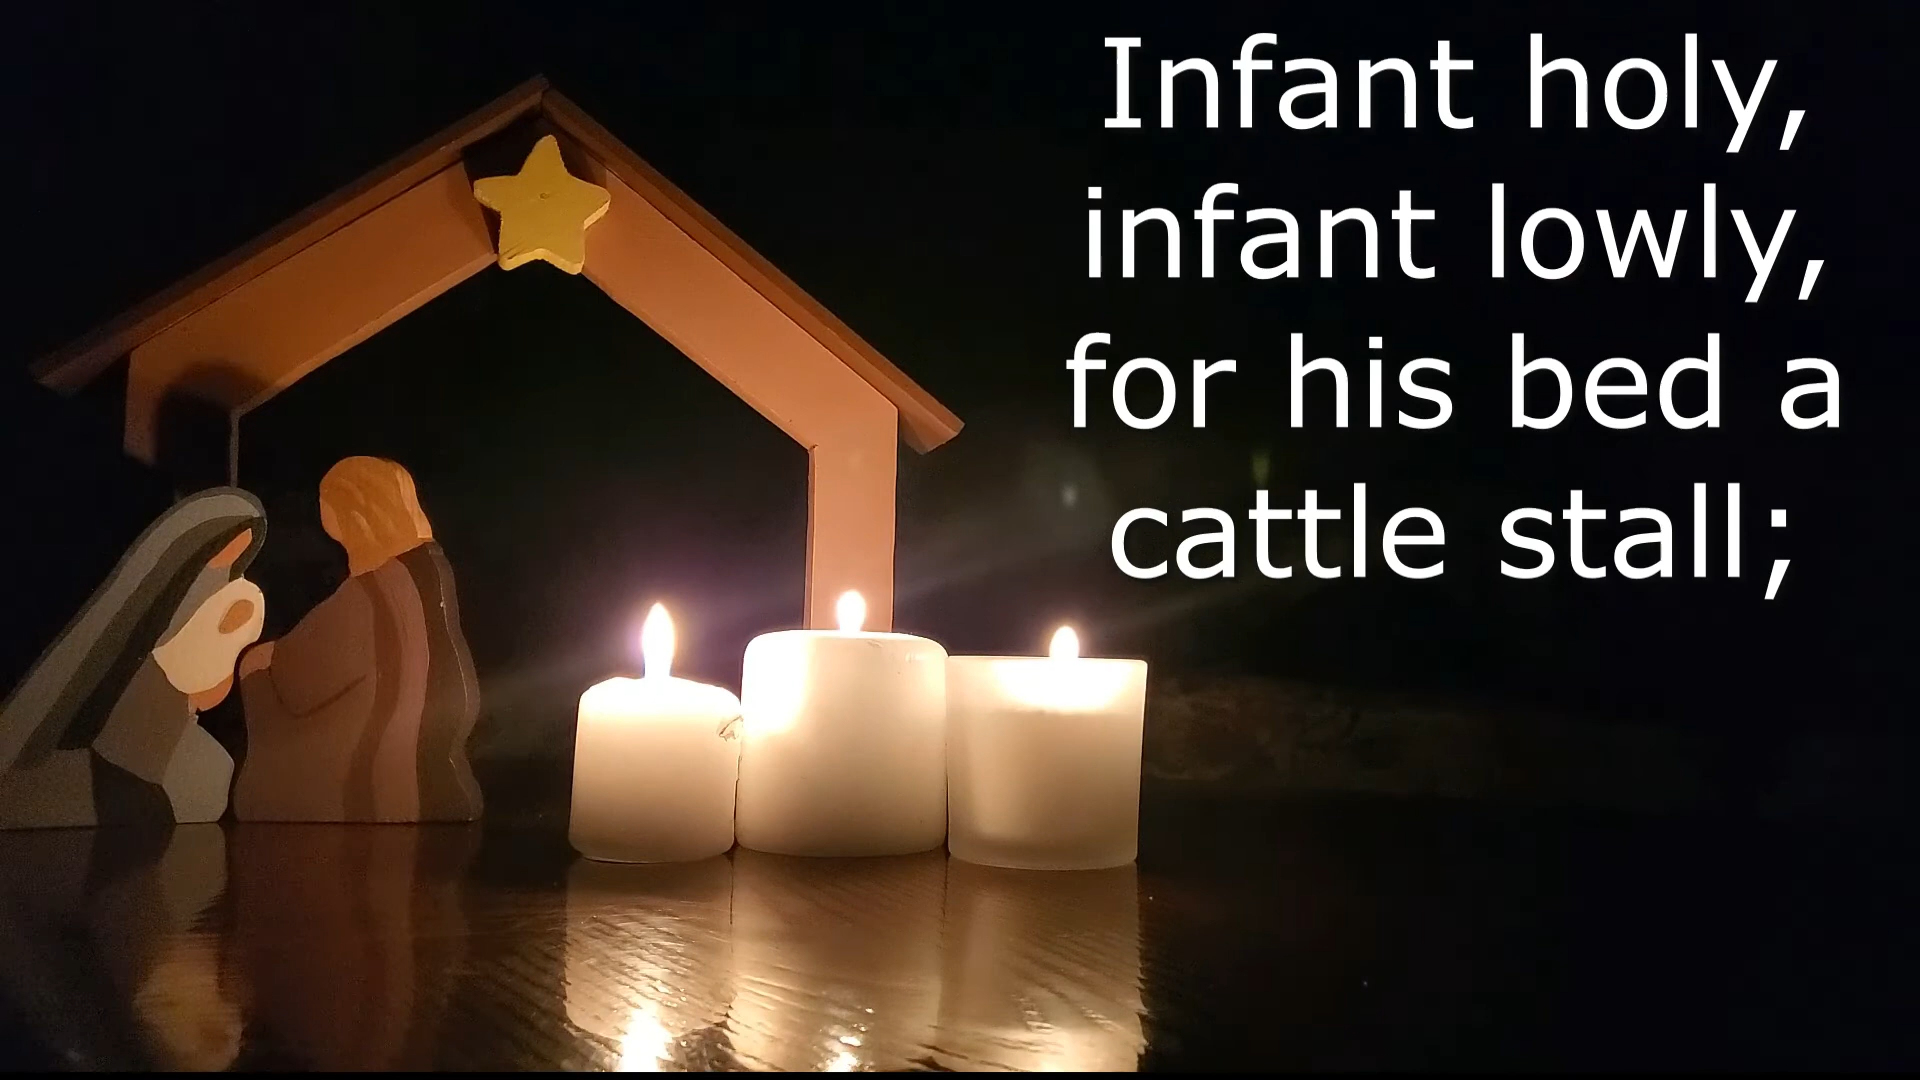 Infant holy,
infant lowly,
for his bed a
cattle stall;